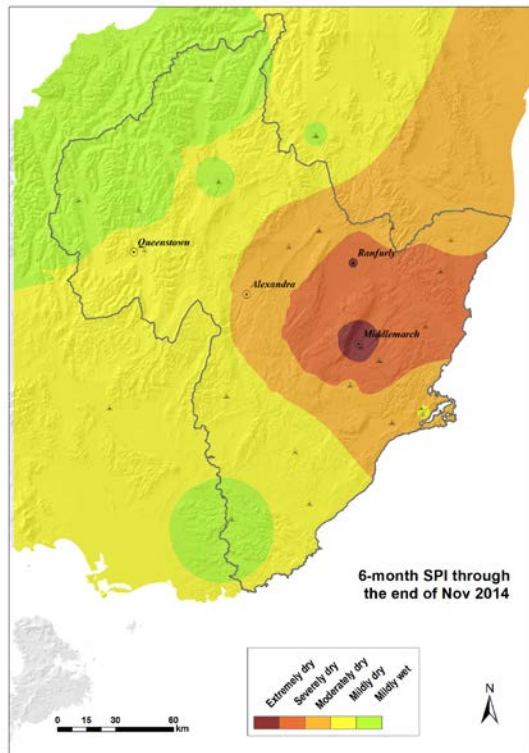 Queenstown
Ranfurly
Alexandra
Middlemarch
6-month SPI through
the end of Nov 2014
Extremely dry
Severely dry
Moderately dry
Mildly dry
Mildly wet
0 15 30 60
km
N